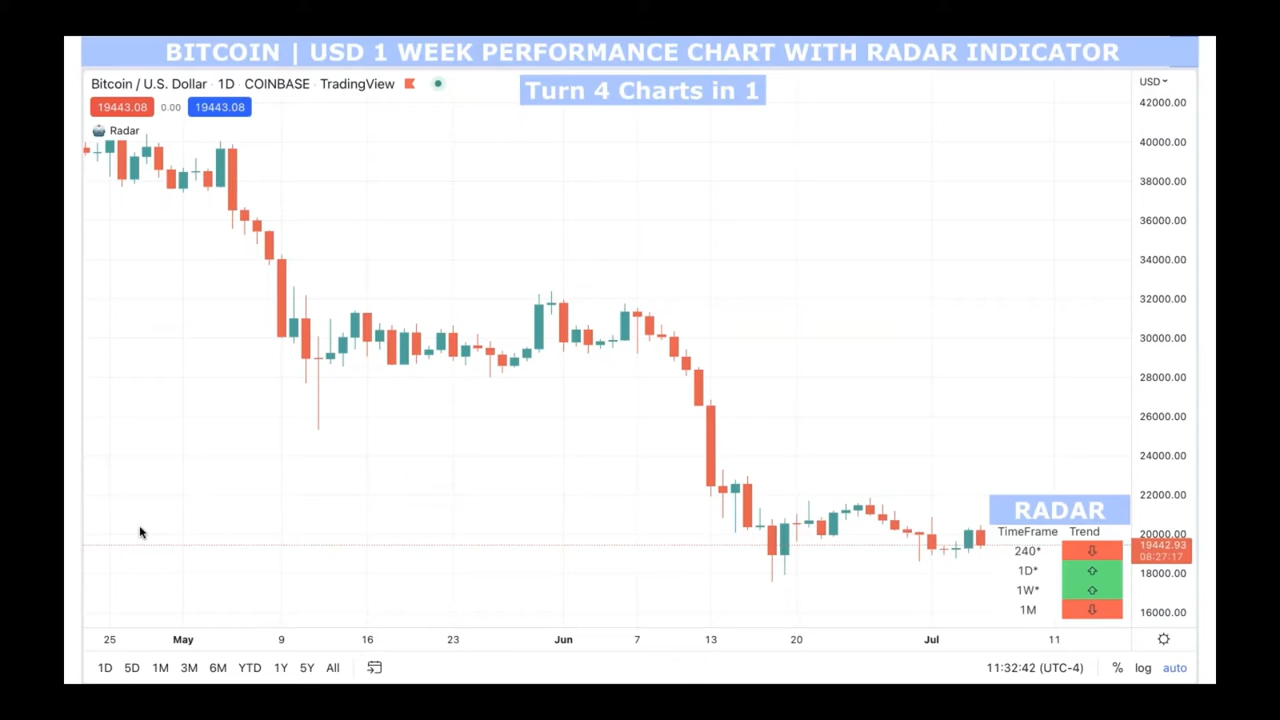 BITCOIN | USD 1 WEEK PERFORMANCE CHART WITH RADAR INDICATOR
Bitcoin / U.S. Dollar · 1D · COINBASE · TradingView
Turn 4 Charts in 1
USD
19443.08 0.00 19443.08
Radar
42000.00
40000.00
38000.00
36000.00
34000.00
32000.00
30000.00
28000.00
26000.00
24000.00
22000.00
20000.00
19442.93
08:27:17
18000.00
16000.00
RADAR
TimeFrame Trend
240*
1D*
1W*
1M
25 May 9 16 23 Jun 7 13 20 Jul 11
1D 5D 1M 3M 6M YTD 1Y 5Y All 11:32:42 (UTC-4) % log auto